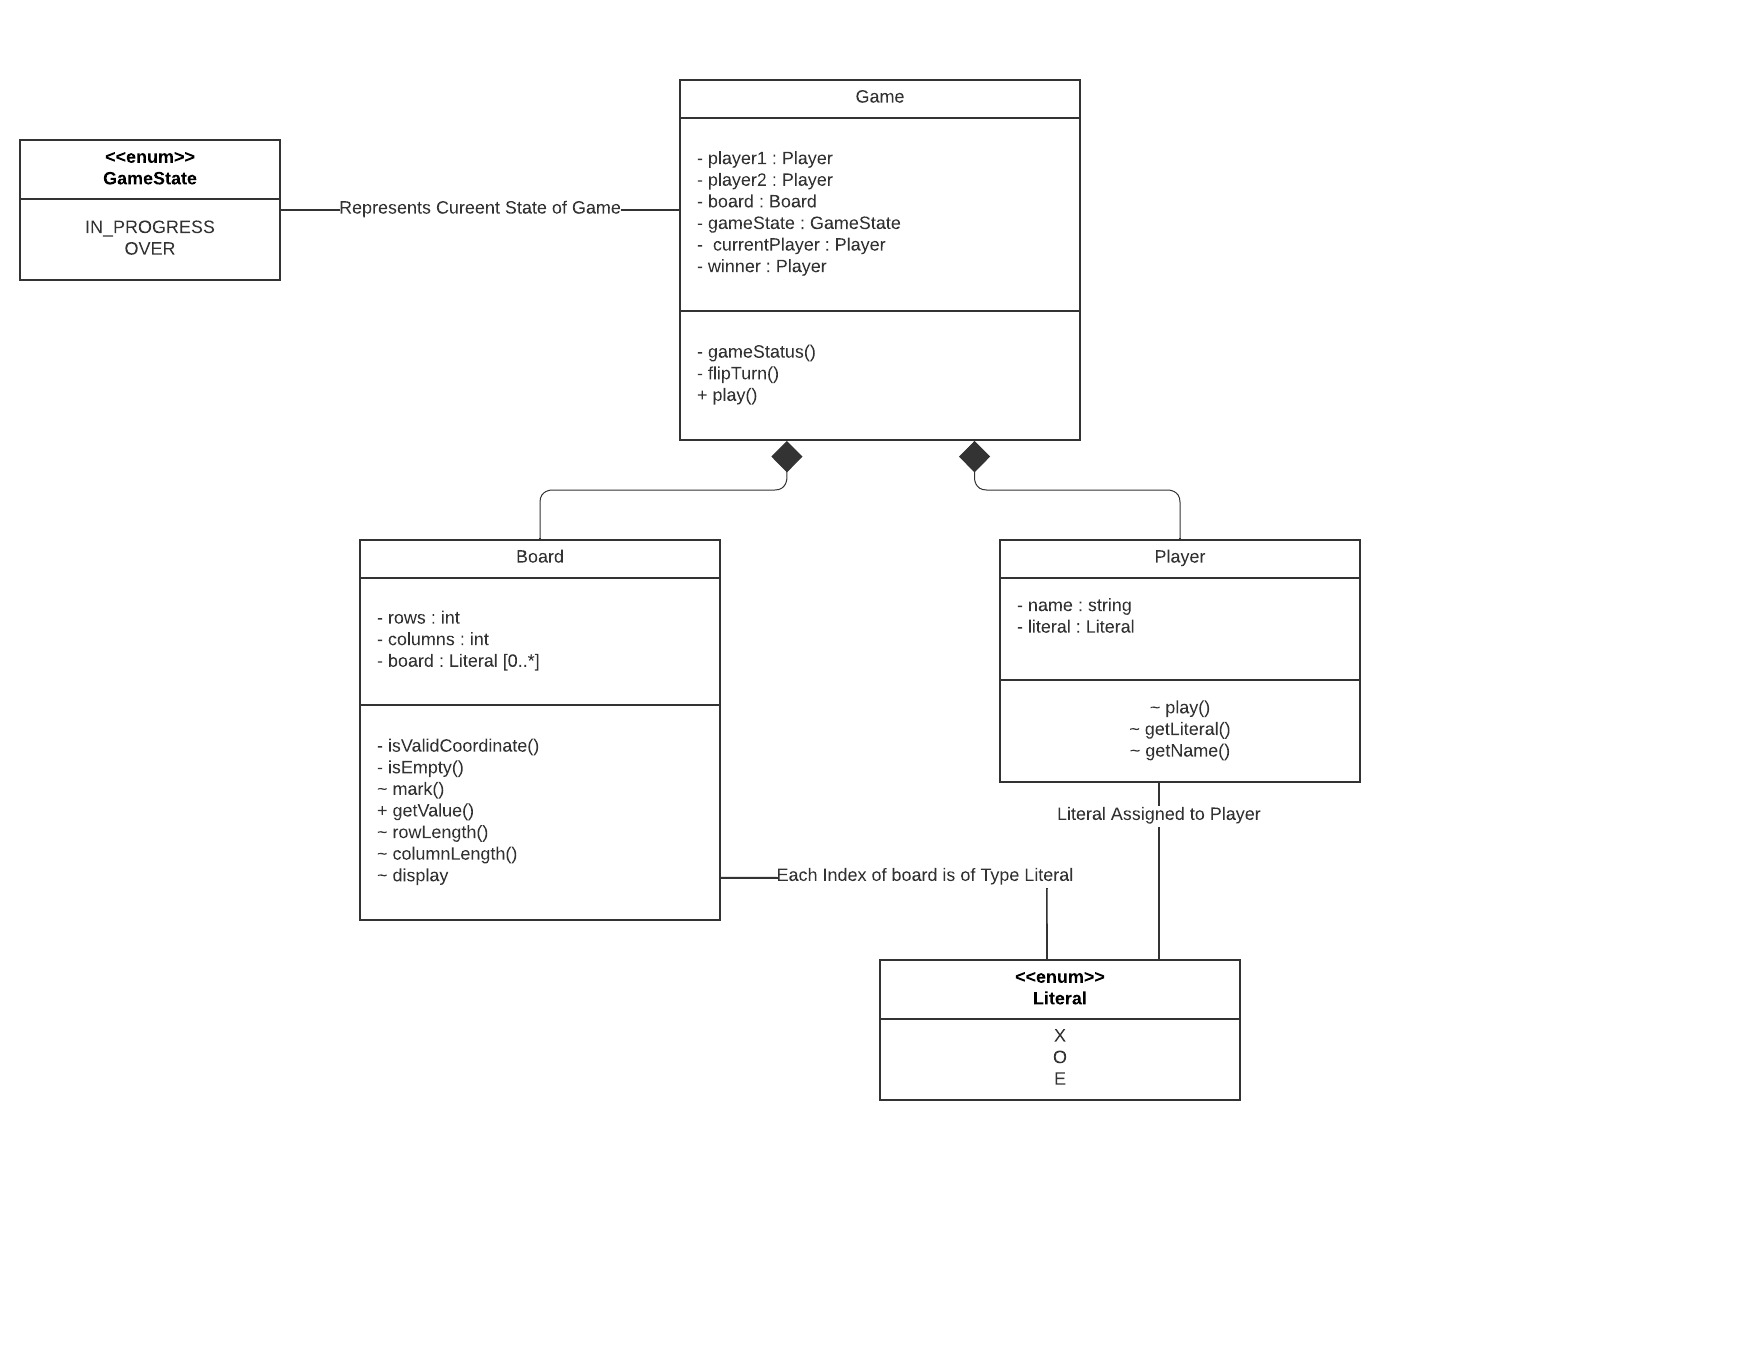 Game
- player1 : Player
- player2 : Player
- board : Board
- gameState : GameState
-  currentPlayer : Player
- winner : Player
- gameStatus()
- flipTurn()
+ play()
<<enum>>
GameState
IN_PROGRESS
OVER
Represents Cureent State of Game
Board
- rows : int
- columns : int
- board : Literal [0..*]
- isValidCoordinate()
- isEmpty()
~ mark()
+ getValue()
~ rowLength()
~ columnLength()
~ display
Player
- name : string
- literal : Literal
~ play()
~ getLiteral()
~ getName()
Literal Assigned to Player
Each Index of board is of Type Literal
<<enum>>
Literal
X
O
E